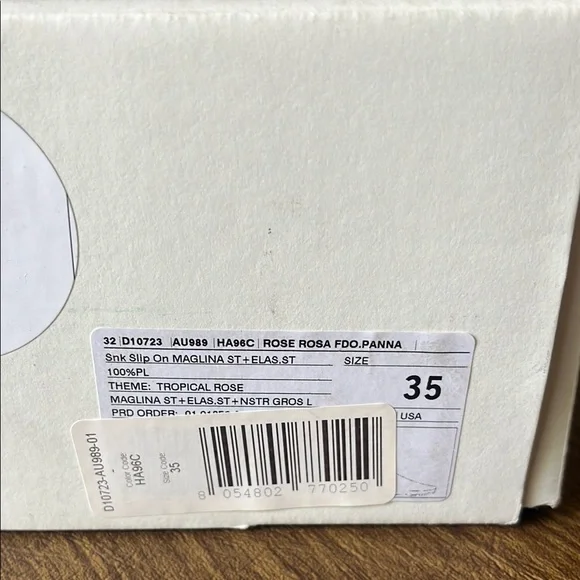 32 D10723 AU989 HA96C ROSE ROSA FDO.PANNA
Snk Slip On MAGLINA ST+ELAS.ST SIZE
100%PL 35
THEME: TROPICAL ROSE
MAGLINA ST+ELAS.ST+NSTR GROS L USA
PRD ORDER:
D10723-AU989-01
Color Code:
HA96C
Size Code:
35
8 054802 770250